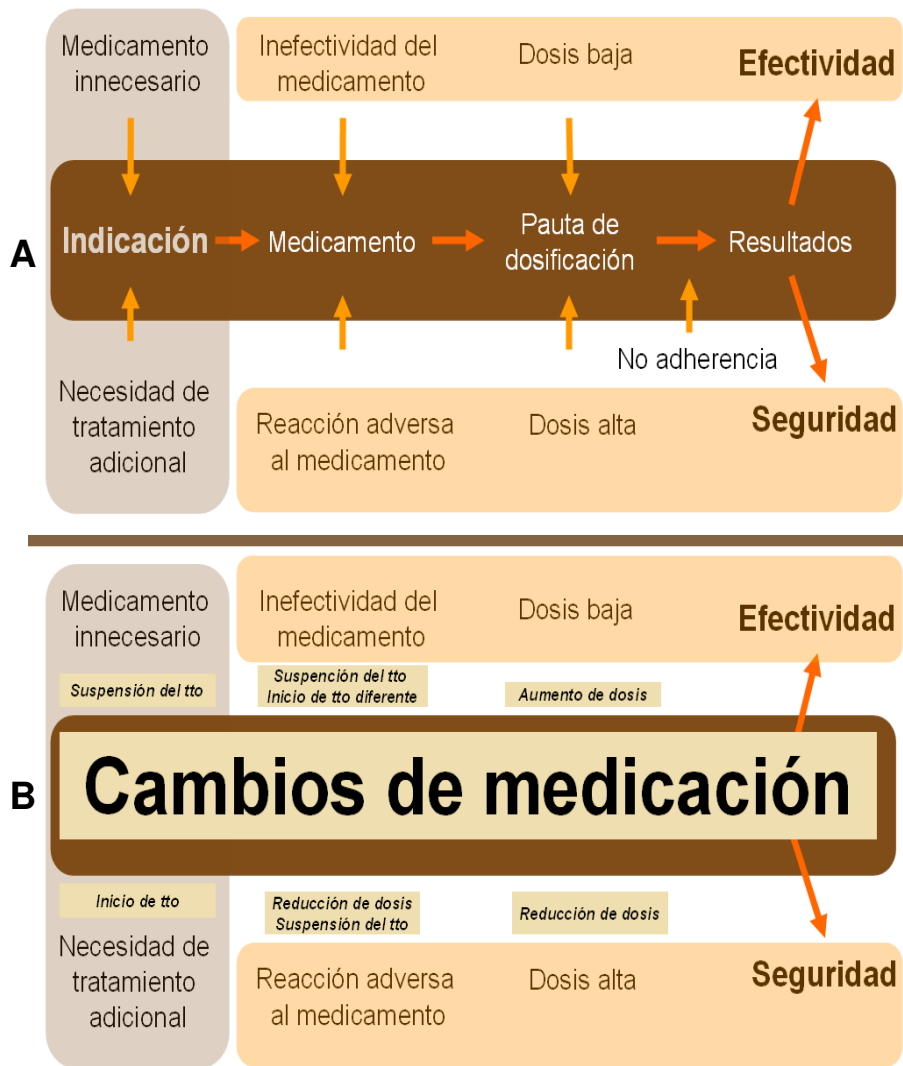 Medicamento
innecesario
Inefectividad del
medicamento
Dosis baja
Efectividad
A
Indicación
Medicamento
Pauta de
dosificación
Resultados
No adherencia
Necesidad de
tratamiento
adicional
Reacción adversa
al medicamento
Dosis alta
Seguridad
Medicamento
innecesario
Inefectividad del
medicamento
Dosis baja
Efectividad
Suspensión del tto
Suspención del tto
Inicio de tto diferente
Aumento de dosis
B
Cambios de medicación
Inicio de tto
Reducción de dosis
Suspensión del tto
Reducción de dosis
Necesidad de
tratamiento
adicional
Reacción adversa
al medicamento
Dosis alta
Seguridad